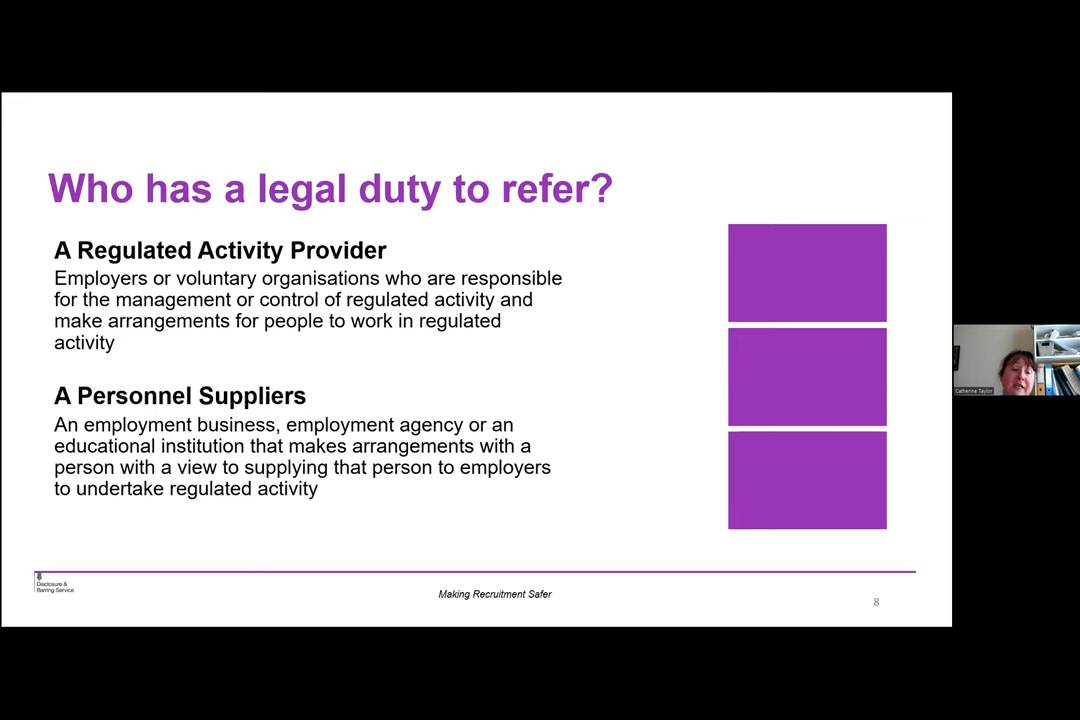 Who has a legal duty to refer?
A Regulated Activity Provider
Employers or voluntary organisations who are responsible
for the management or control of regulated activity and
make arrangements for people to work in regulated
activity
A Personnel Suppliers
An employment business, employment agency or an
educational institution that makes arrangements with a
person with a view to supplying that person to employers
to undertake regulated activity
Disclosure &
Barring Service
Making Recruitment Safer
8
Catherine Taylor